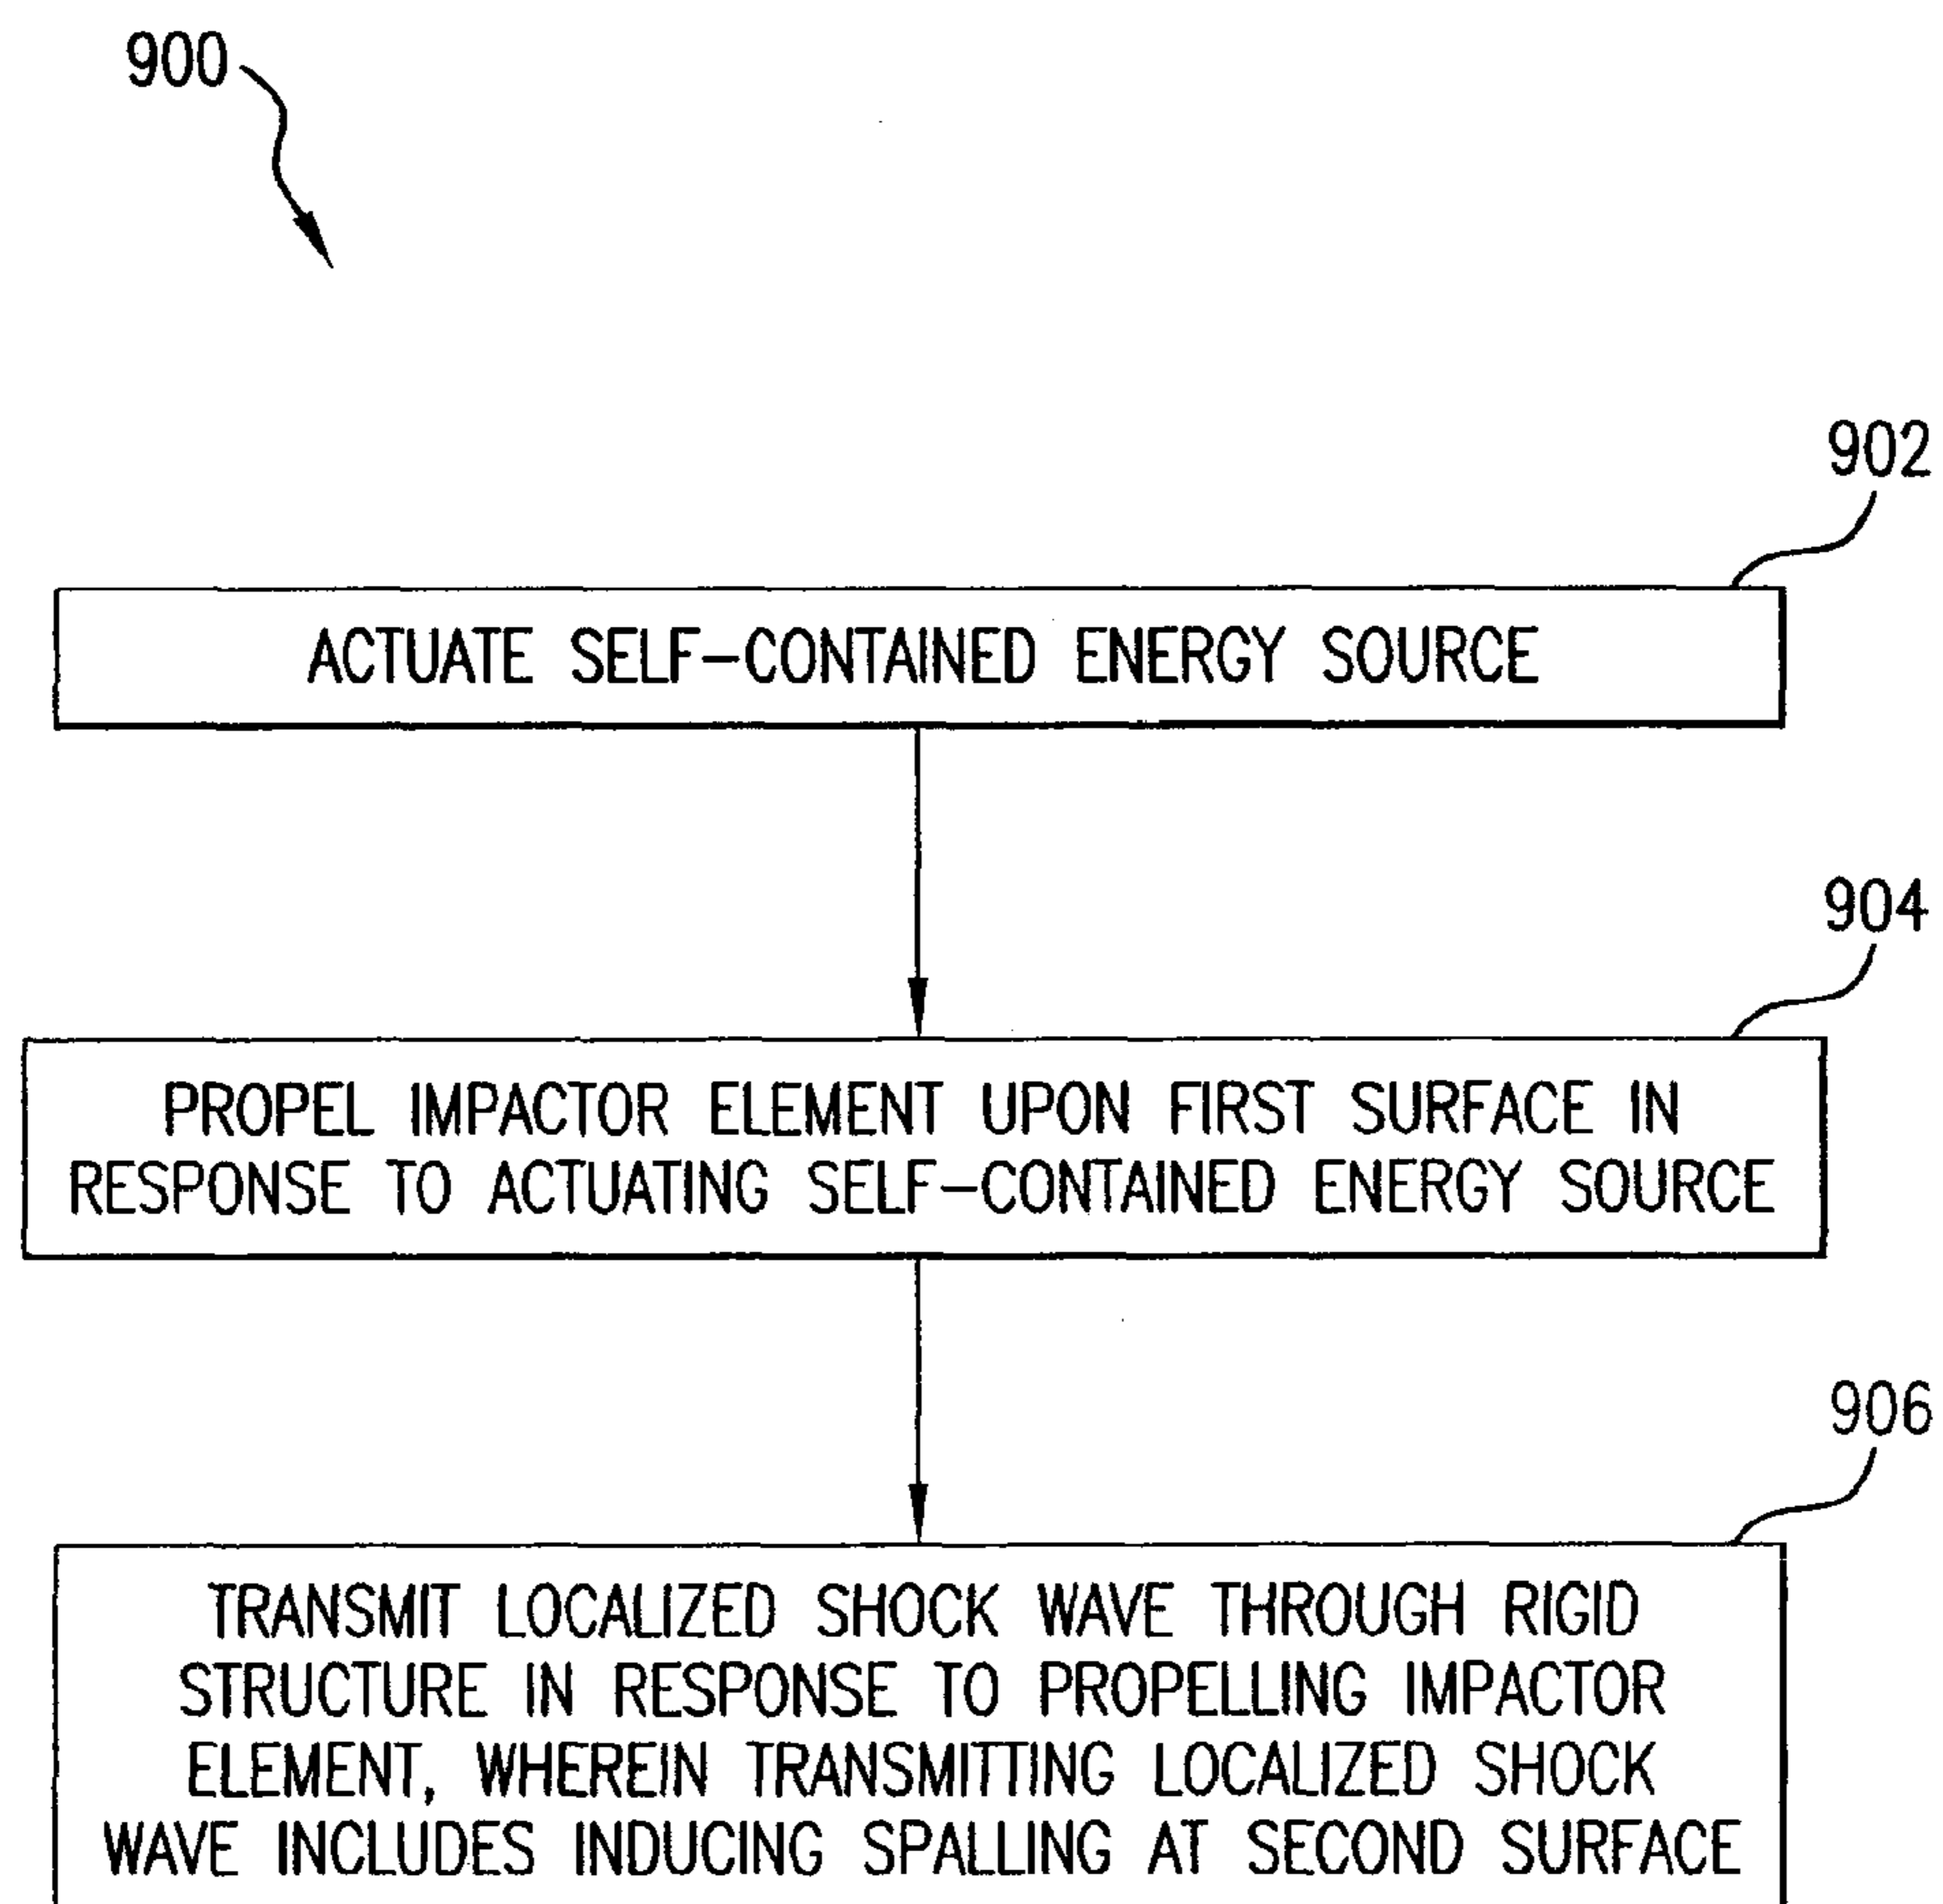 900
902
ACTUATE SELF-CONTAINED ENERGY SOURCE
904
PROPEL IMPACTOR ELEMENT UPON FIRST SURFACE IN
RESPONSE TO ACTUATING SELF-CONTAINED ENERGY SOURCE
906
TRANSMIT LOCALIZED SHOCK WAVE THROUGH RIGID
STRUCTURE IN RESPONSE TO PROPELLING IMPACTOR
ELEMENT, WHEREIN TRANSMITTING LOCALIZED SHOCK
WAVE INCLUDES INDUCING SPALLING AT SECOND SURFACE